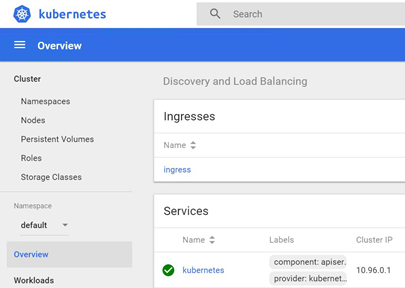 kubernetes
Search
Overview
Cluster
Namespaces
Nodes
Persistent Volumes
Roles
Storage Classes
Namespace
default
Overview
Workloads
Discovery and Load Balancing
Ingresses
Name
ingress
Services
Name Labels Cluster IP
kubernetes component: apiser.. 10.96.0.1
provider: kubernet...